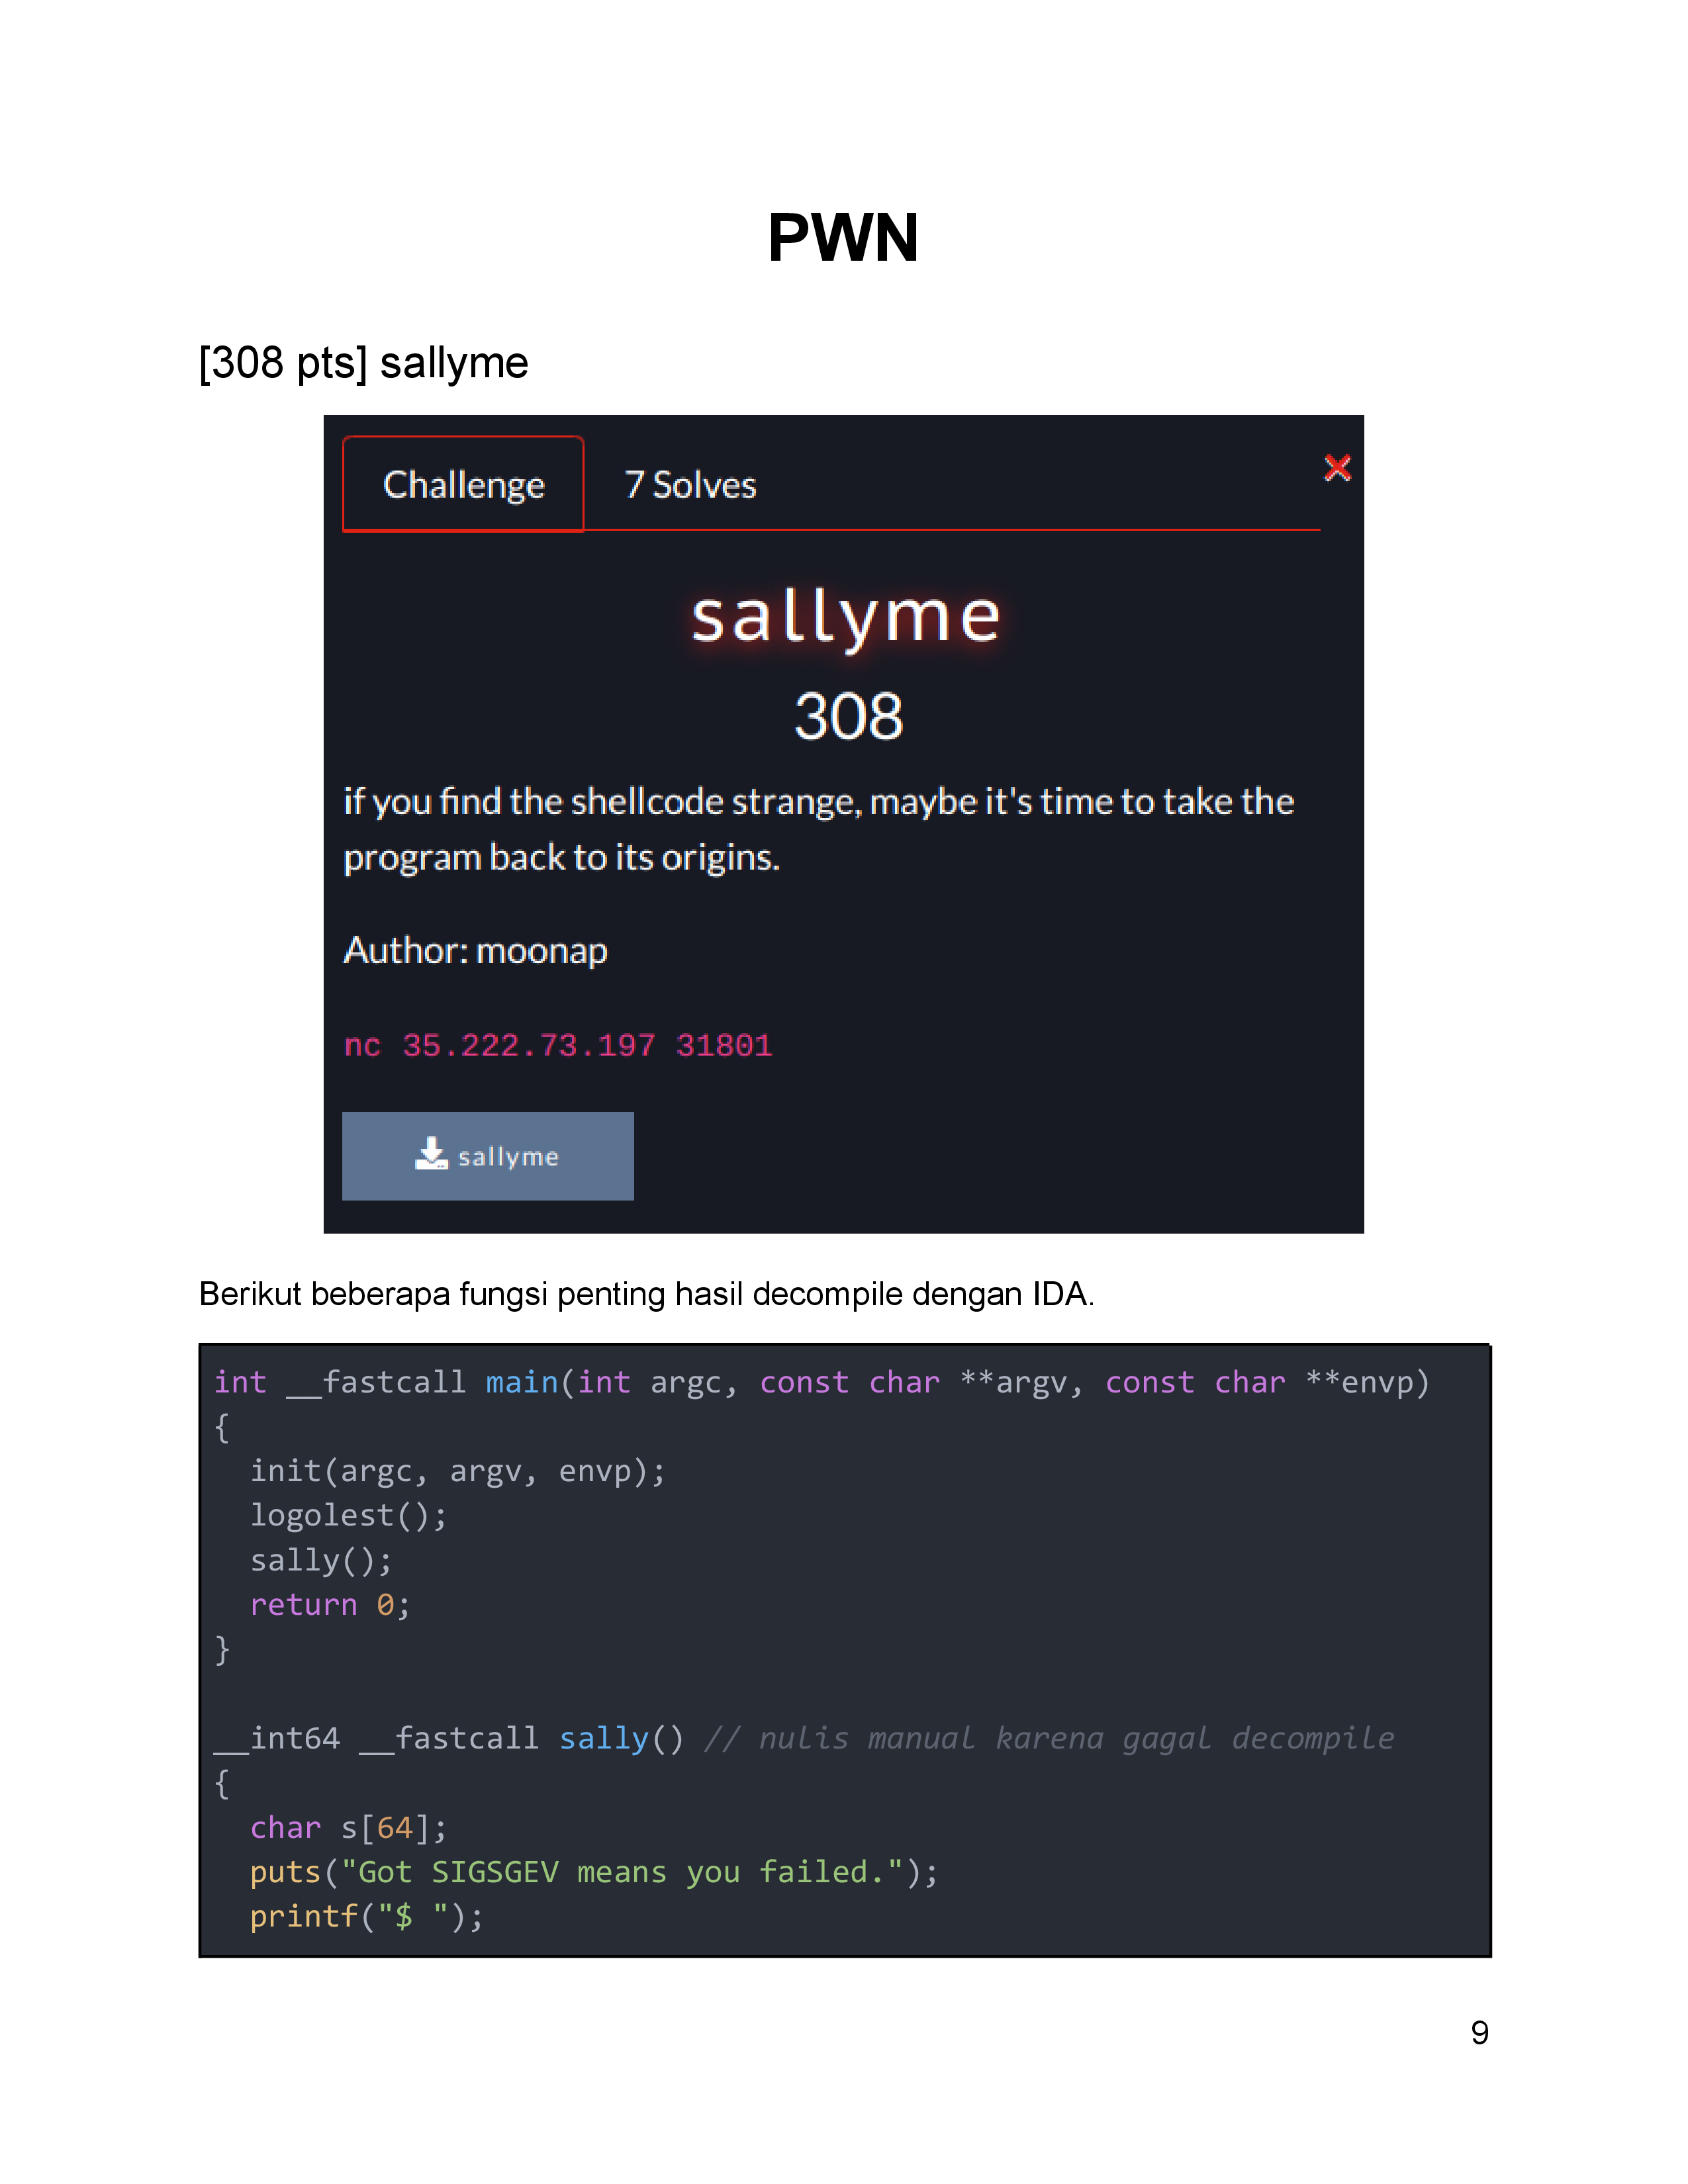 PWN
[308 pts] sallyme
Challenge
7 Solves
sallyme
308
if you find the shellcode strange, maybe it's time to take the
program back to its origins.
Author: moonap
nc 35.222.73.197 31801
sallyme
Berikut beberapa fungsi penting hasil decompile dengan IDA.
int __fastcall main(int argc, const char **argv, const char **envp)
{
  init(argc, argv, envp);
  logolest();
  sally();
  return 0;
}
__int64 __fastcall sally() // nulis manual karena gagal decompile
{
  char s[64];
  puts("Got SIGSGEV means you failed.");
  printf("$ ");
9